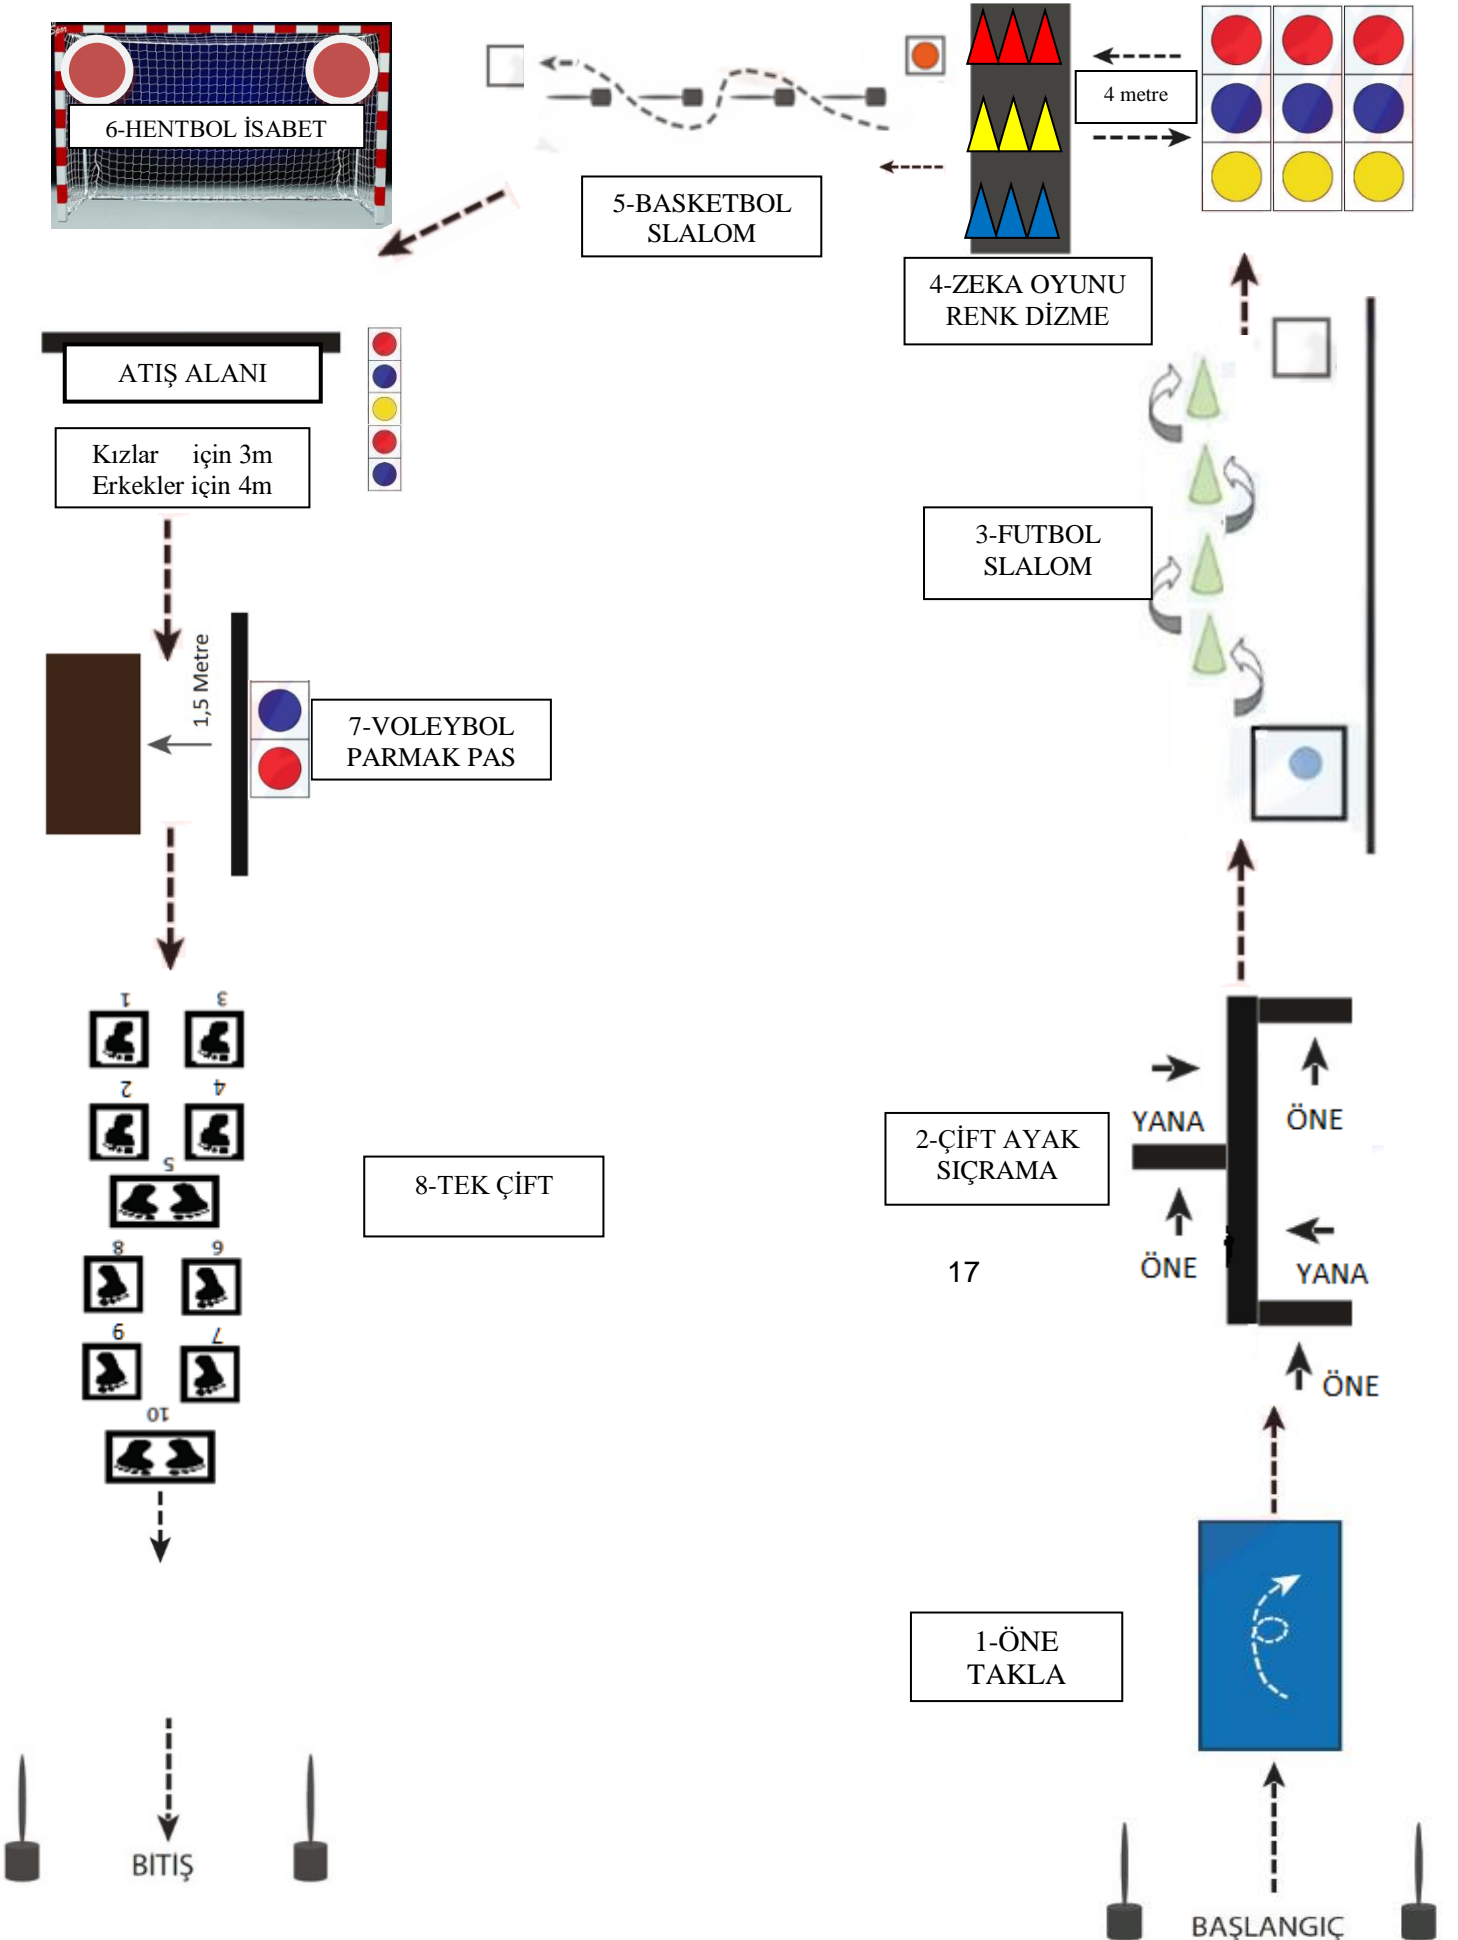 Spor
6-HENTBOL İSABET
4 metre
5-BASKETBOL
SLALOM
4-ZEKA OYUNU
RENK DİZME
ATIŞ ALANI
Kızlar için 3m
Erkekler için 4m
3-FUTBOL
SLALOM
1,5 Metre
7-VOLEYBOL
PARMAK PAS
1
3
2
4
5
8
6
9
7
10
8-TEK ÇİFT
YANA
ÖNE
2-ÇİFT AYAK
SIÇRAMA
ÖNE
YANA
17
ÖNE
1-ÖNE
TAKLA
BİTİŞ
BAŞLANGIÇ